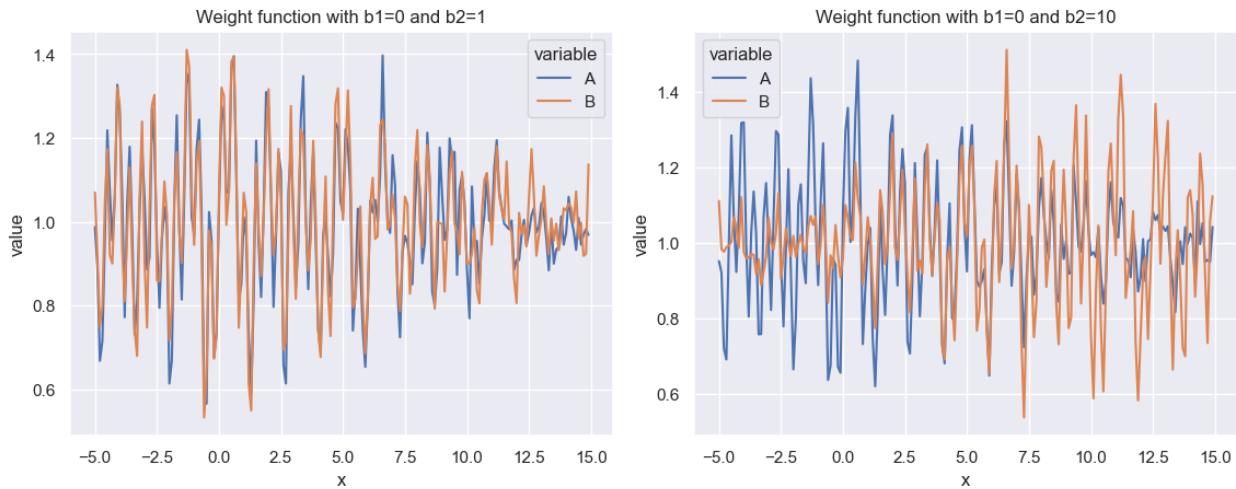 Weight function with b1=0 and b2=1
variable
A
B
value
1.4
1.2
1.0
0.8
0.6
−5.0 −2.5 0.0 2.5 5.0 7.5 10.0 12.5 15.0
x
Weight function with b1=0 and b2=10
variable
A
B
value
1.4
1.2
1.0
0.8
0.6
−5.0 −2.5 0.0 2.5 5.0 7.5 10.0 12.5 15.0
x